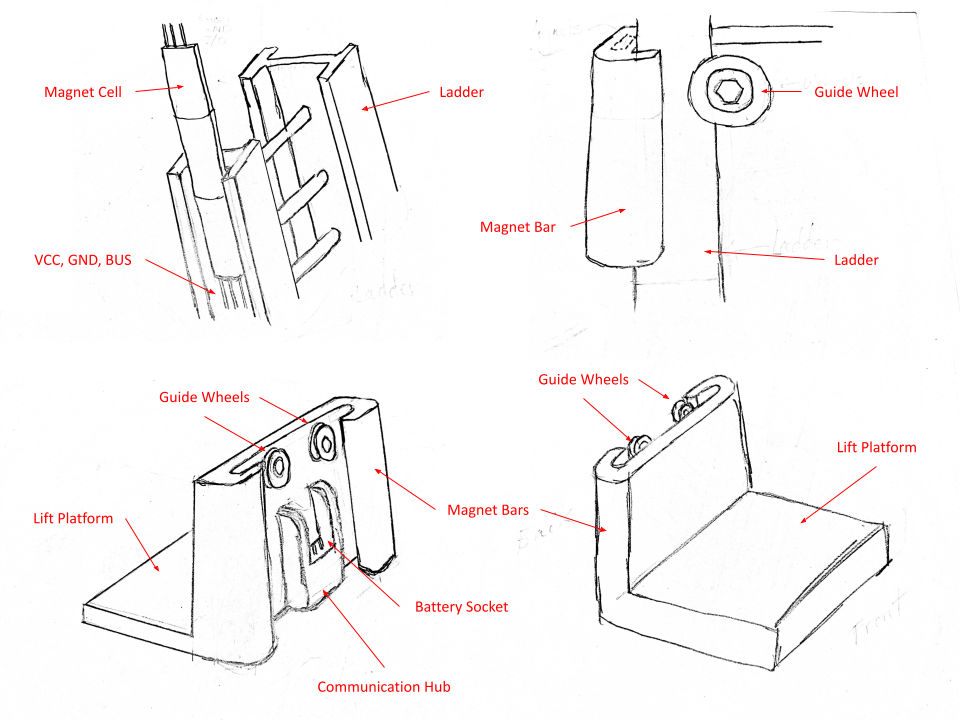 Magnet Cell
Ladder
VCC, GND, BUS
Ladder
Guide Wheel
Magnet Bar
Ladder
Ladder
Guide Wheels
Lift Platform
Magnet Bars
Battery Socket
Communication Hub
Guide Wheels
Lift Platform
Front